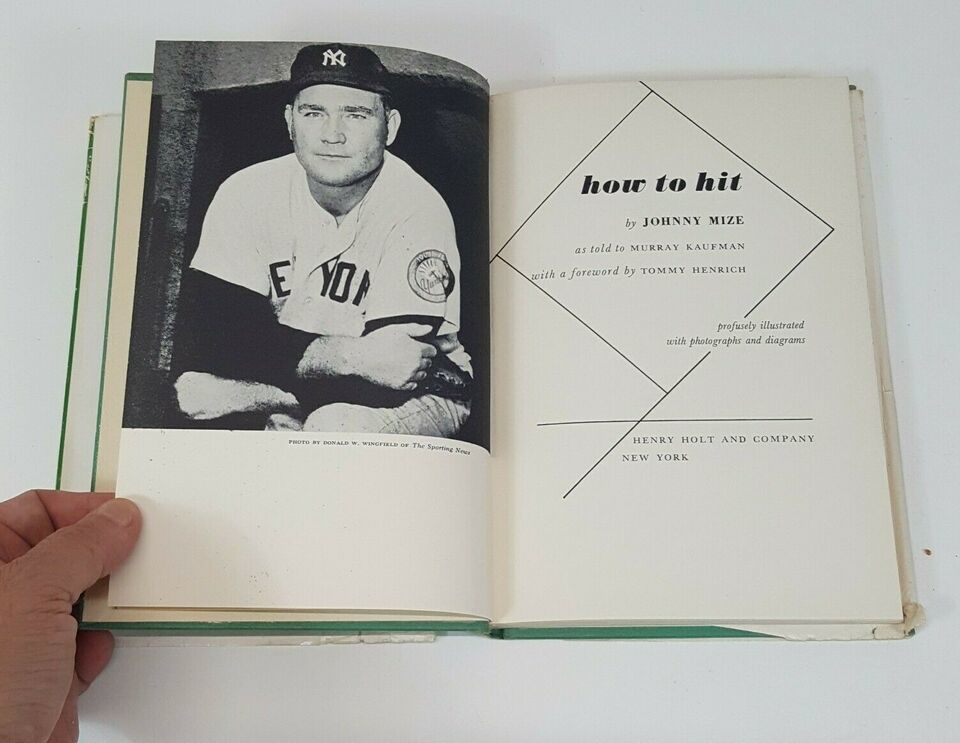 NY
NEW YORK
Yankees
PHOTO BY DONALD W. WINGFIELD OF The Sporting News
how to hit
by JOHNNY MIZE
as told to MURRAY KAUFMAN
with a foreword by TOMMY HENRICH
profusely illustrated
with photographs and diagrams
HENRY HOLT AND COMPANY
NEW YORK